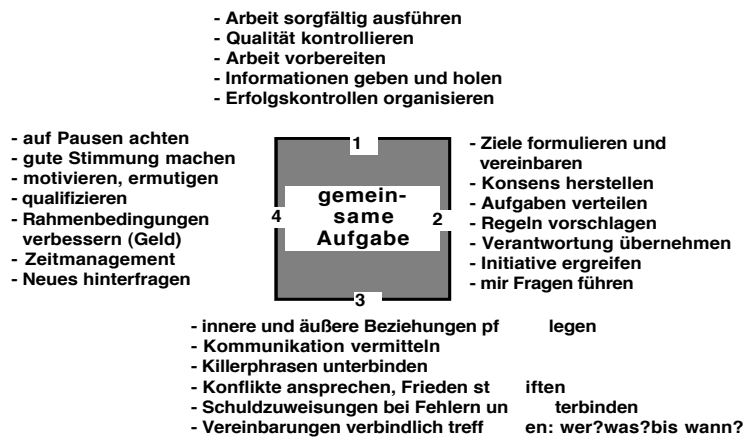 - Arbeit sorgfältig ausführen
- Qualität kontrollieren
- Arbeit vorbereiten
- Informationen geben und holen
- Erfolgskontrollen organisieren
- auf Pausen achten
- gute Stimmung machen
- motivieren, ermutigen
- qualifizieren
- Rahmenbedingungen
verbessern (Geld)
- Zeitmanagement
- Neues hinterfragen
1
4
gemein-
same
Aufgabe
2
3
- Ziele formulieren und
vereinbaren
- Konsens herstellen
- Aufgaben verteilen
- Regeln vorschlagen
- Verantwortung übernehmen
- Initiative ergreifen
- mir Fragen führen
- innere und äußere Beziehungen pf legen
- Kommunikation vermitteln
- Killerphrasen unterbinden
- Konflikte ansprechen, Frieden st iften
- Schuldzuweisungen bei Fehlern un terbinden
- Vereinbarungen verbindlich treff en: wer?was?bis wann?